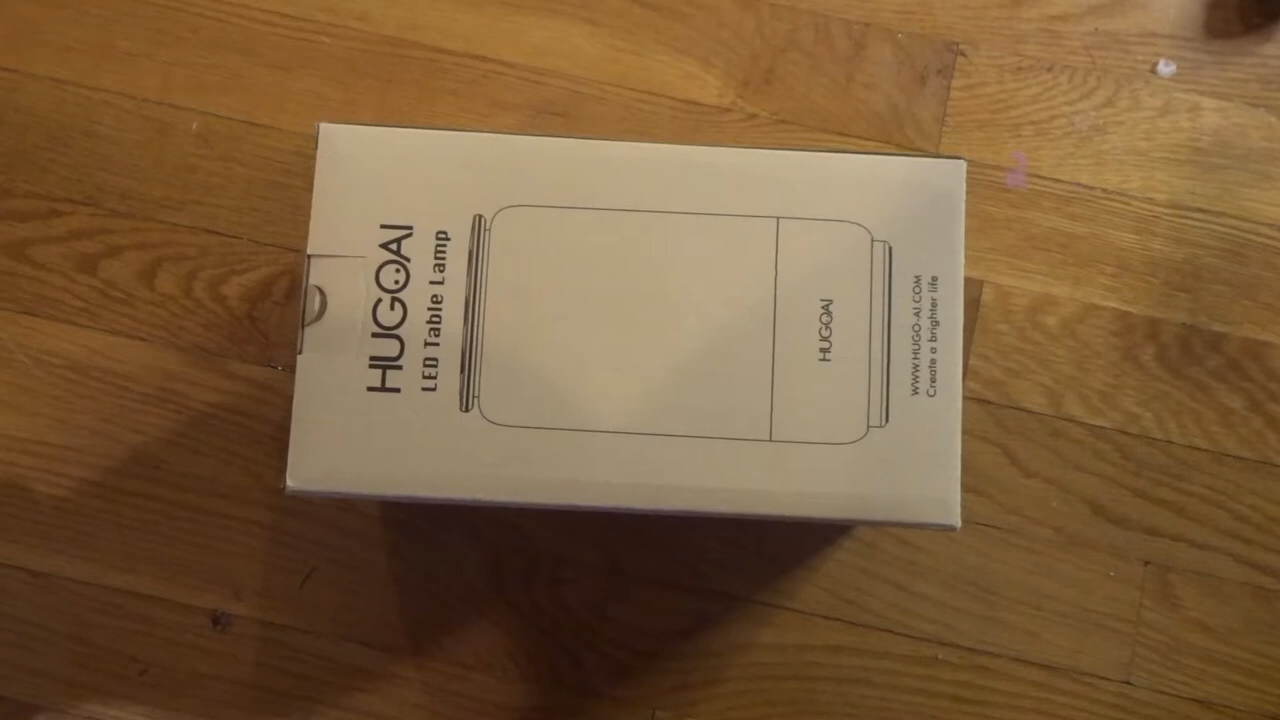 HUGOAI
LED Table Lamp
HUGOAI
WWW.HUGO-AI.COM
Create a brighter life